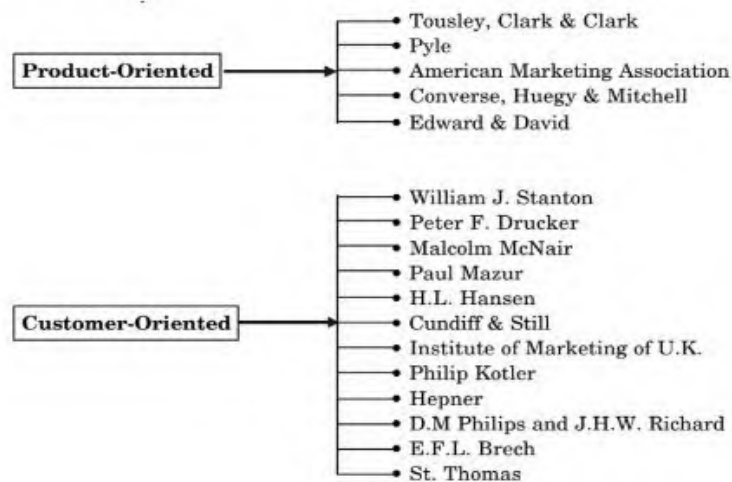 Tousley, Clark & Clark
Pyle
Product-Oriented
American Marketing Association
Converse, Huegy & Mitchell
Edward & David
William J. Stanton
Peter F. Drucker
Malcolm McNair
Paul Mazur
H.L. Hansen
Customer-Oriented
Cundiff & Still
Institute of Marketing of U.K.
Philip Kotler
Hepner
D.M Philips and J.H.W. Richard
E.F.L. Brech
St. Thomas